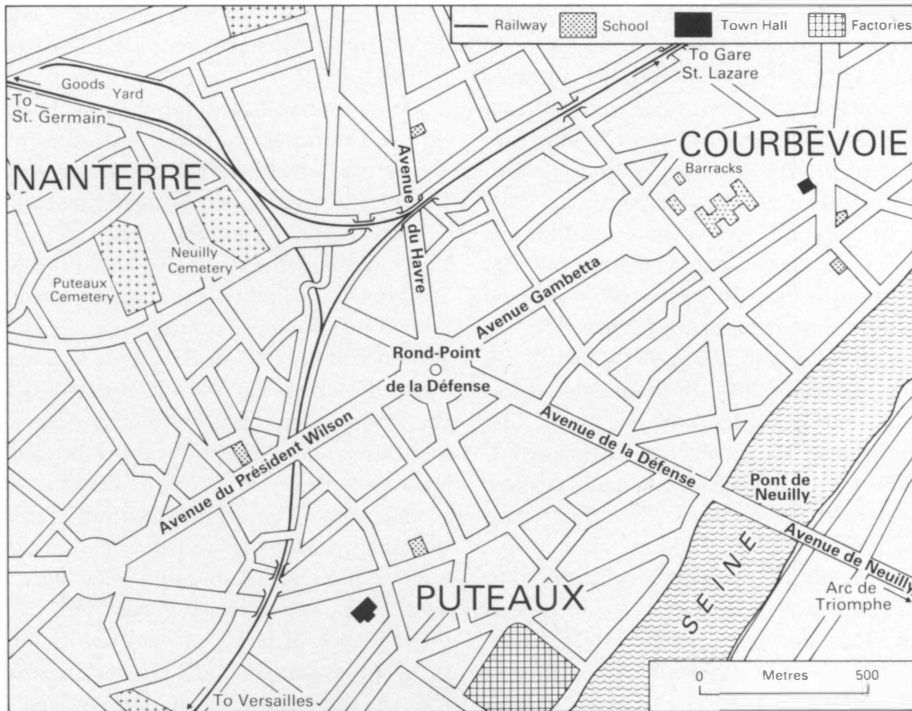 Railway
School
Town Hall
Factories
To Gare
St. Lazare
Goods
Yard
To
St. Germain
COURBEVOIE
Barracks
NANTERRE
Avenue
du Havre
Neuilly
Cemetery
Puteaux
Cemetery
Avenue Gambetta
Rond-Point
de la Défense
Avenue de la Défense
Avenue du Président Wilson
Pont de
Neuilly
Avenue de Neuilly
SEINE
Arc de
Triomphe
PUTEAUX
To Versailles
0 Metres 500